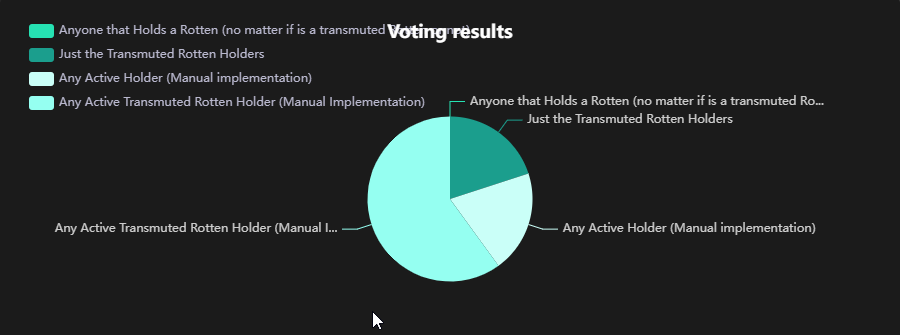 Anyone that Holds a Rotten (no matter if is a transmuted
Voting results
Just the Transmuted Rotten Holders
Any Active Holder (Manual implementation)
Any Active Transmuted Rotten Holder (Manual Implementation)
Anyone that Holds a Rotten (no matter if is a transmuted Ro...
Just the Transmuted Rotten Holders
Any Active Transmuted Rotten Holder (Manual I...
Any Active Holder (Manual implementation)